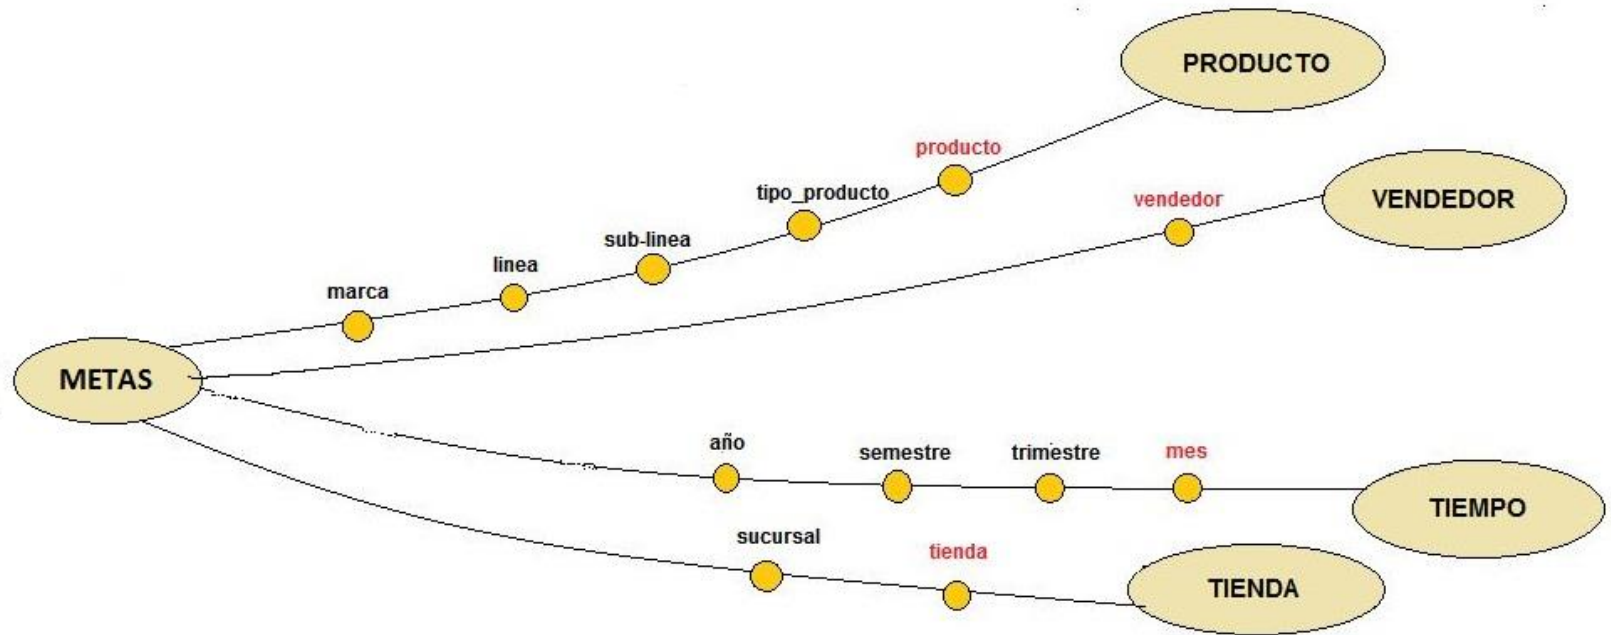 PRODUCTO
producto
tipo_producto
vendedor
VENDEDOR
sub-linea
linea
marca
METAS
año
semestre
trimestre
mes
TIEMPO
sucursal
tienda
TIENDA